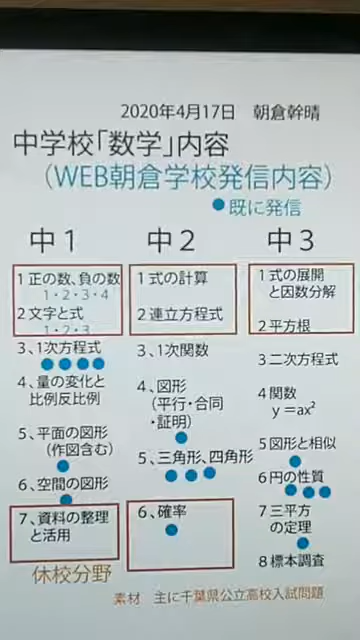 2020年4月17日　朝倉幹晴
中学校「数学」内容
（WEB朝倉学校発信内容）
●既に発信
中1
1 正の数、負の数
1・2・3・4
2 文字と式
1・2・3
3、1次方程式
4、量の変化と
比例反比例
5、平面の図形
（作図含む）
6、空間の図形
7、資料の整理
と活用
休校分野
中2
1 式の計算
2 連立方程式
3、1次関数
4、図形
（平行・合同
・証明）
5、三角形、四角形
6、確率
中3
1 式の展開
と因数分解
2 平方根
3 二次方程式
4 関数
y＝ax²
5 図形と相似
6 円の性質
7 三平方
の定理
8 標本調査
素材　主に千葉県公立高校入試問題